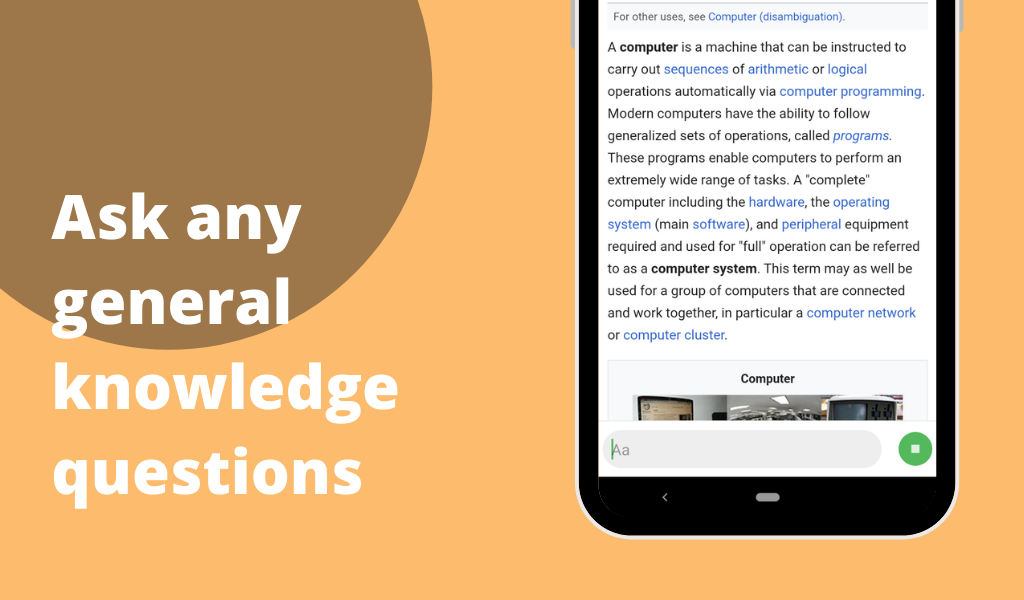 Ask any
general
knowledge
questions
For other uses, see Computer (disambiguation).
A computer is a machine that can be instructed to
carry out sequences of arithmetic or logical
operations automatically via computer programming.
Modern computers have the ability to follow
generalized sets of operations, called programs.
These programs enable computers to perform an
extremely wide range of tasks. A "complete"
computer including the hardware, the operating
system (main software), and peripheral equipment
required and used for "full" operation can be referred
to as a computer system. This term may as well be
used for a group of computers that are connected
and work together, in particular a computer network
or computer cluster.
Computer
Aa